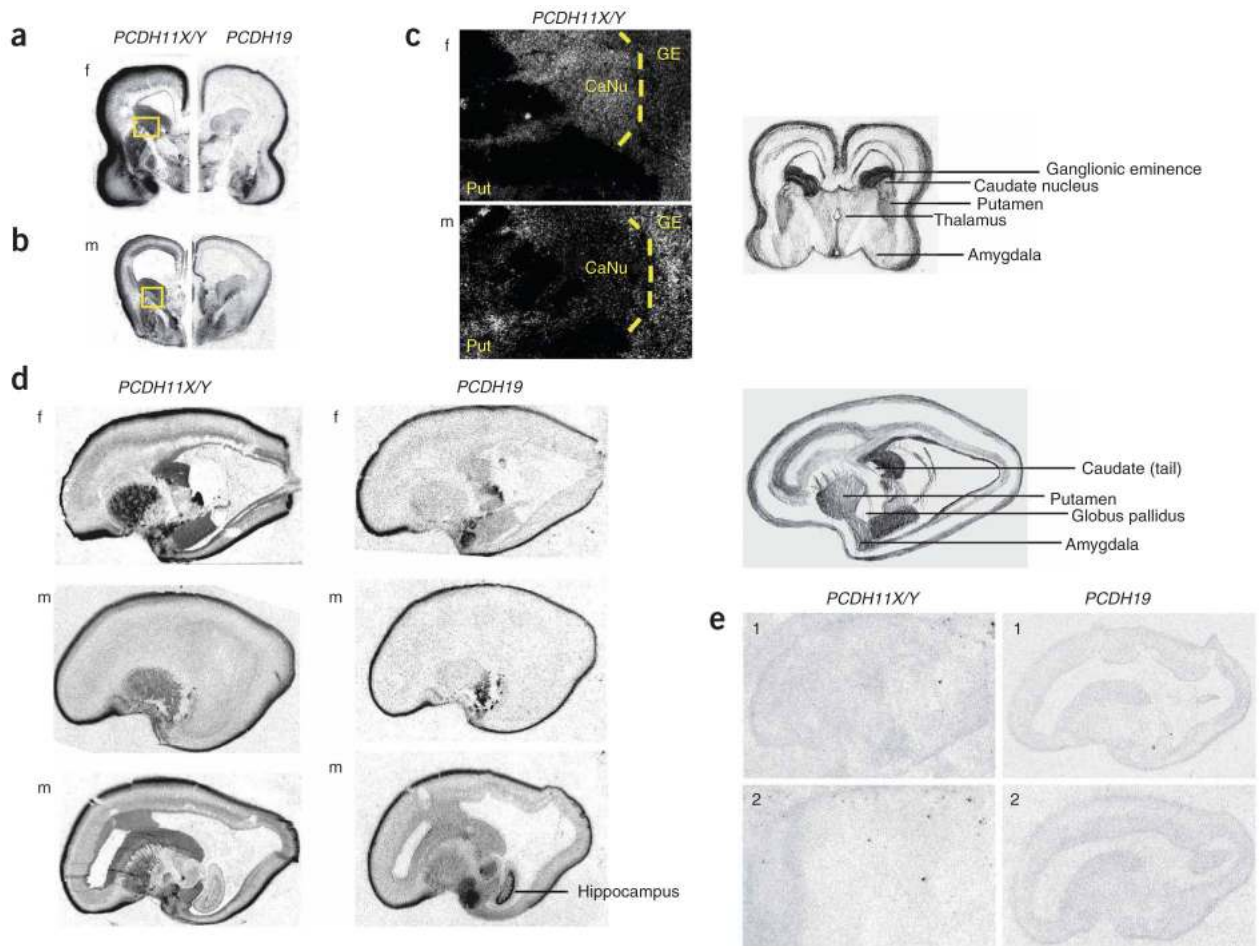 a
PCDH11X/Y PCDH19
f
b
m
c
PCDH11X/Y
f
GE
CaNu
Put
m
GE
CaNu
Put
Ganglionic eminence
Caudate nucleus
Putamen
Thalamus
Amygdala
d
PCDH11X/Y PCDH19
f
m
m
m
m
Hippocampus
Caudate (tail)
Putamen
Globus pallidus
Amygdala
e
PCDH11X/Y PCDH19
1 1
2 2